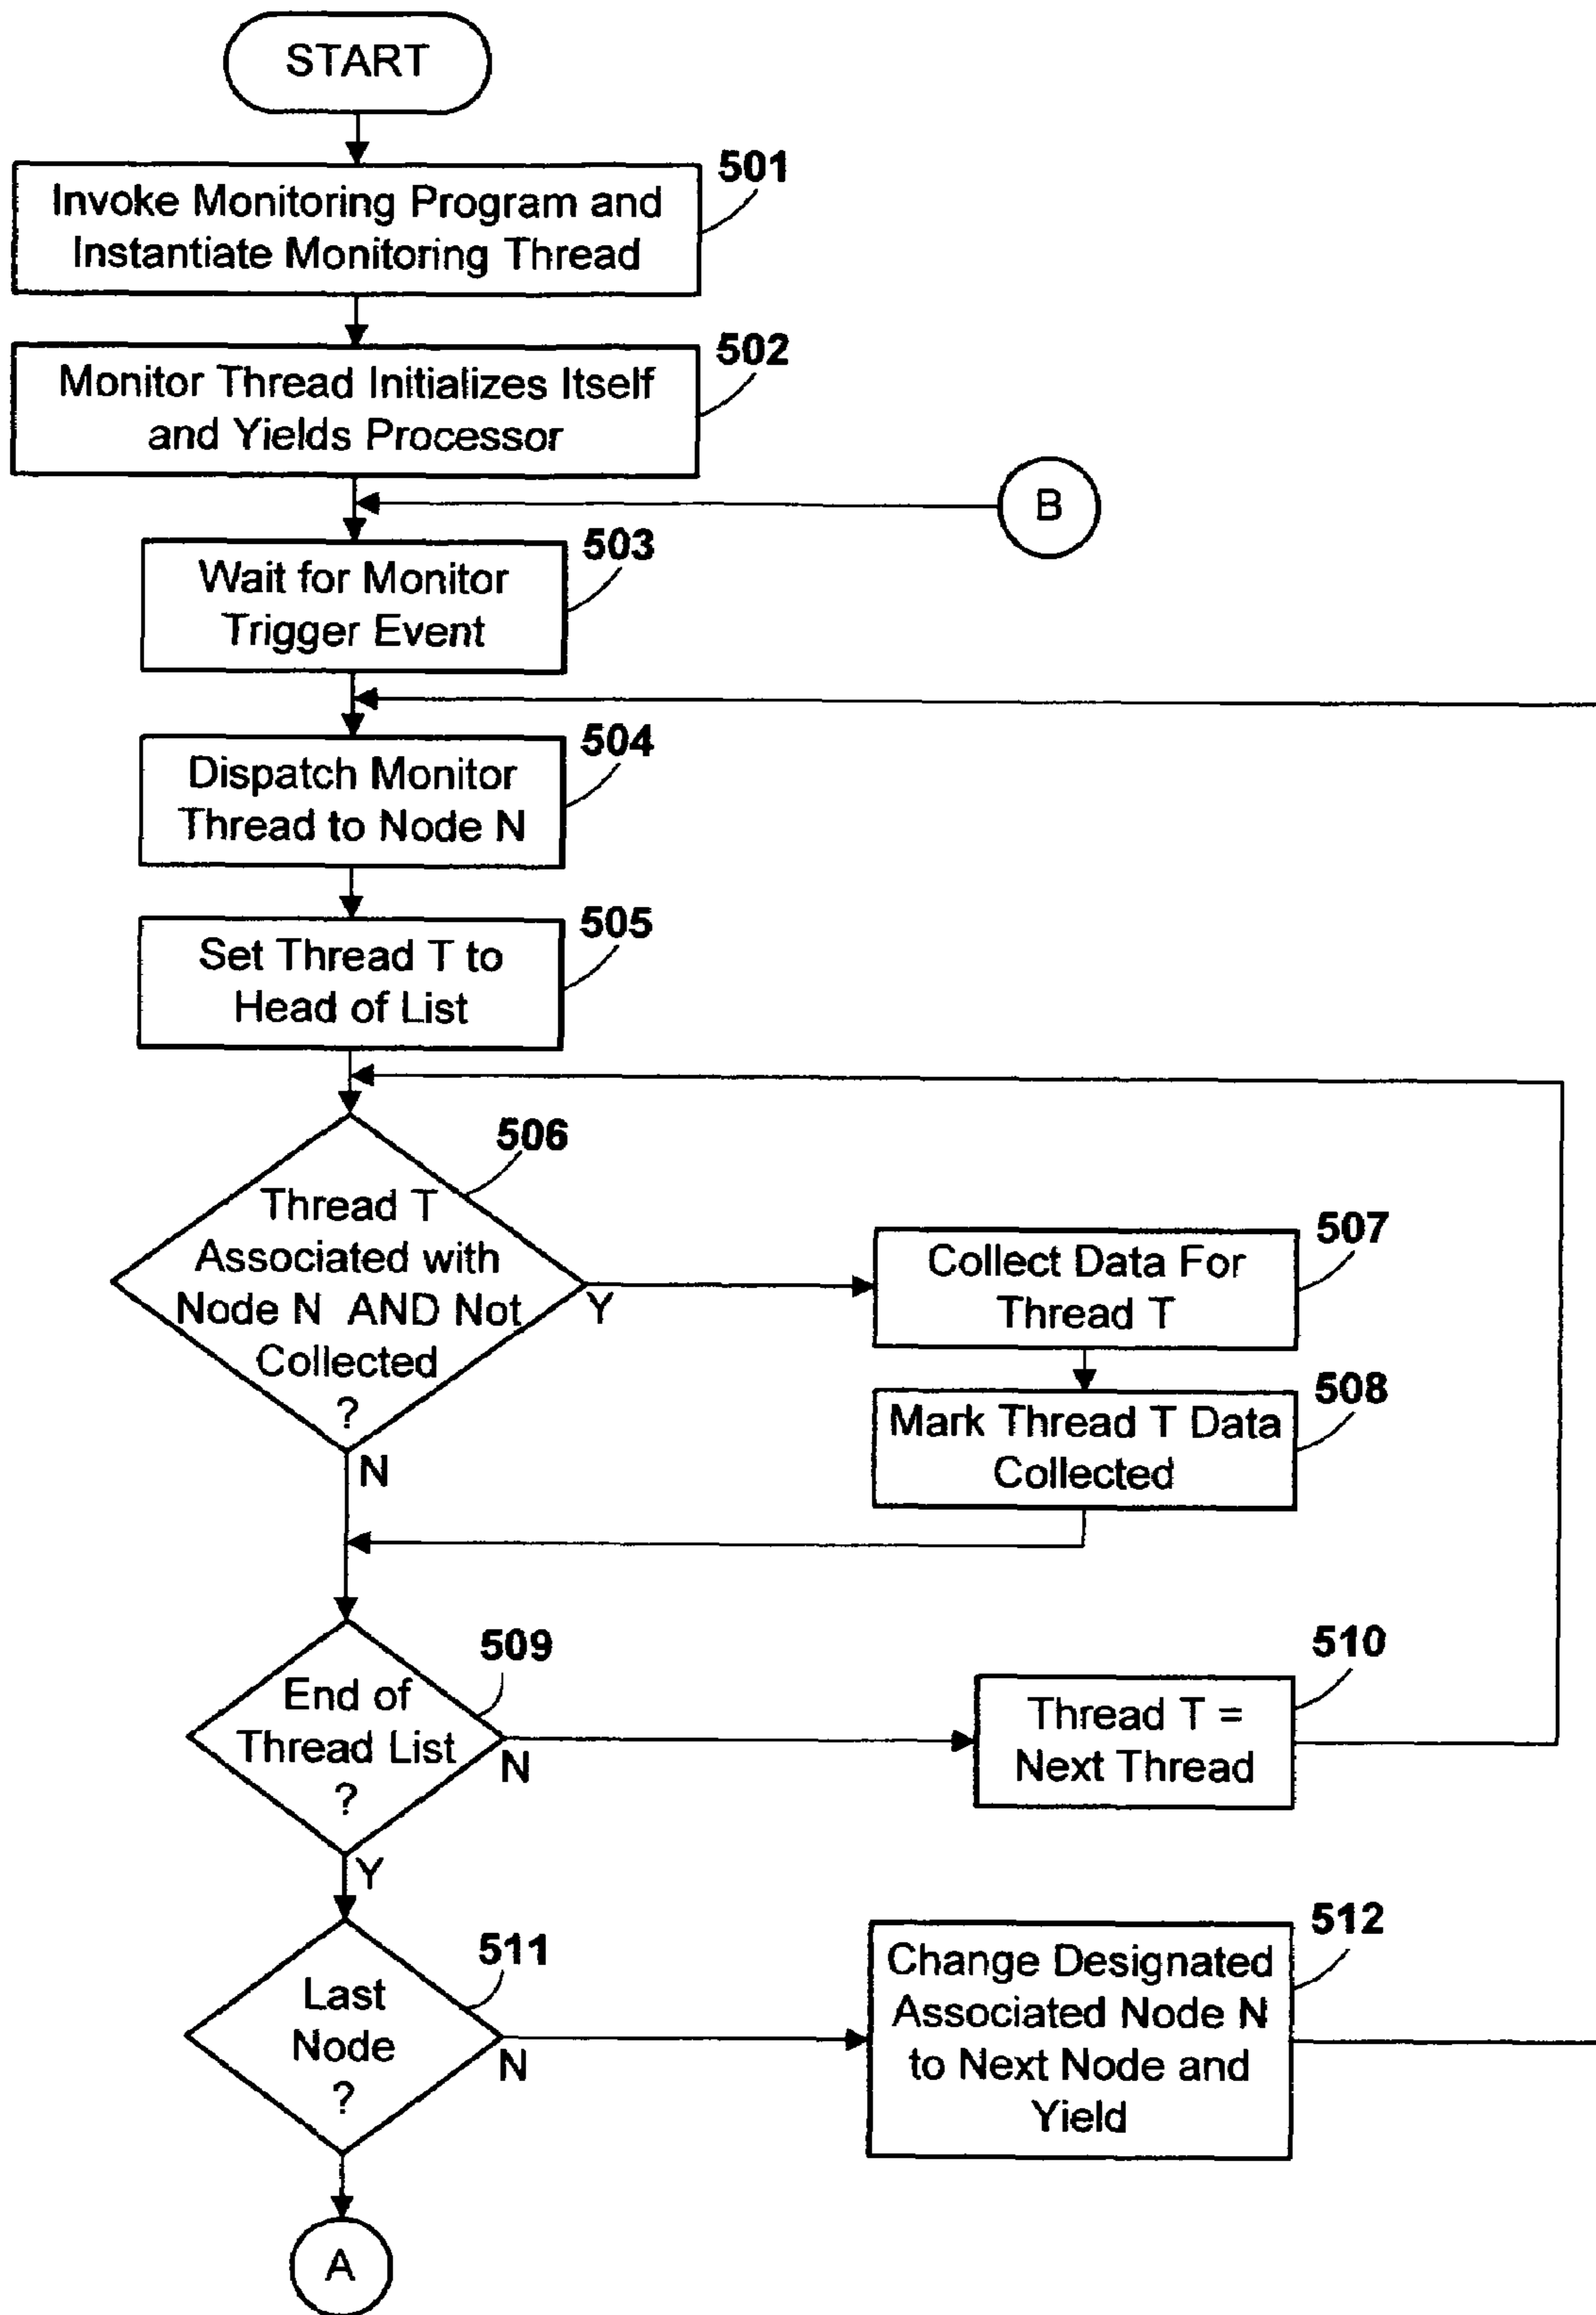 START
501
Invoke Monitoring Program and
Instantiate Monitoring Thread
502
Monitor Thread Initializes Itself
and Yields Processor
B
503
Wait for Monitor
Trigger Event
504
Dispatch Monitor
Thread to Node N
505
Set Thread T to
Head of List
506
Thread T
Associated with
Node N AND Not
Collected
?
Y
N
507
Collect Data For
Thread T
508
Mark Thread T Data
Collected
509
End of
Thread List
?
N
Y
510
Thread T =
Next Thread
511
Last
Node
?
N
512
Change Designated
Associated Node N
to Next Node and
Yield
A